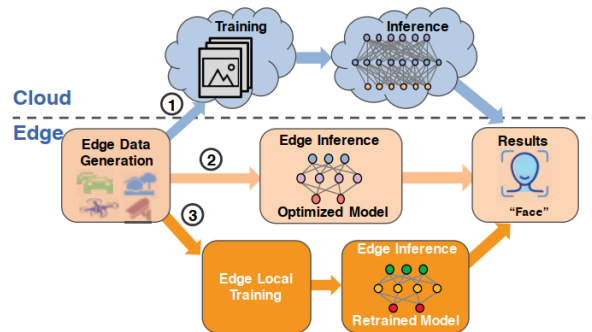 Training
Inference
Cloud
1
Edge
Edge Data
Generation
2
Edge Inference
Optimized Model
Results
"Face"
3
Edge Local
Training
Edge Inference
Retrained Model